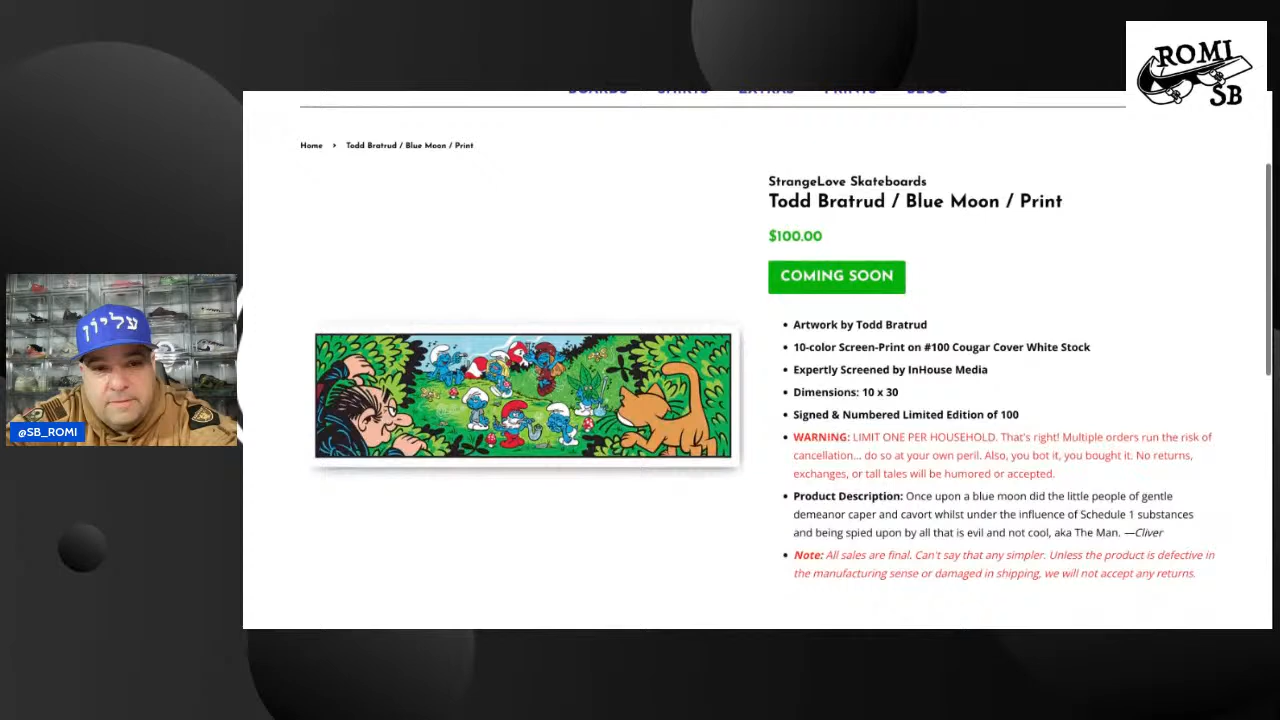 ROMI
SB
BOARDS SHIRTS EXTRAS PRINTS BLOG
Home › Todd Bratrud / Blue Moon / Print
StrangeLove Skateboards
Todd Bratrud / Blue Moon / Print
$100.00
COMING SOON
• Artwork by Todd Bratrud
• 10-color Screen-Print on #100 Cougar Cover White Stock
• Expertly Screened by InHouse Media
• Dimensions: 10 x 30
• Signed & Numbered Limited Edition of 100
• WARNING: LIMIT ONE PER HOUSEHOLD. That's right! Multiple orders run the risk of
cancellation... do so at your own peril. Also, you bot it, you bought it. No returns,
exchanges, or tall tales will be humored or accepted.
• Product Description: Once upon a blue moon did the little people of gentle
demeanor caper and cavort whilst under the influence of Schedule 1 substances
and being spied upon by all that is evil and not cool, aka The Man. —Cliver
• Note: All sales are final. Can't say that any simpler. Unless the product is defective in
the manufacturing sense or damaged in shipping, we will not accept any returns.
עליון
@SB_ROMI